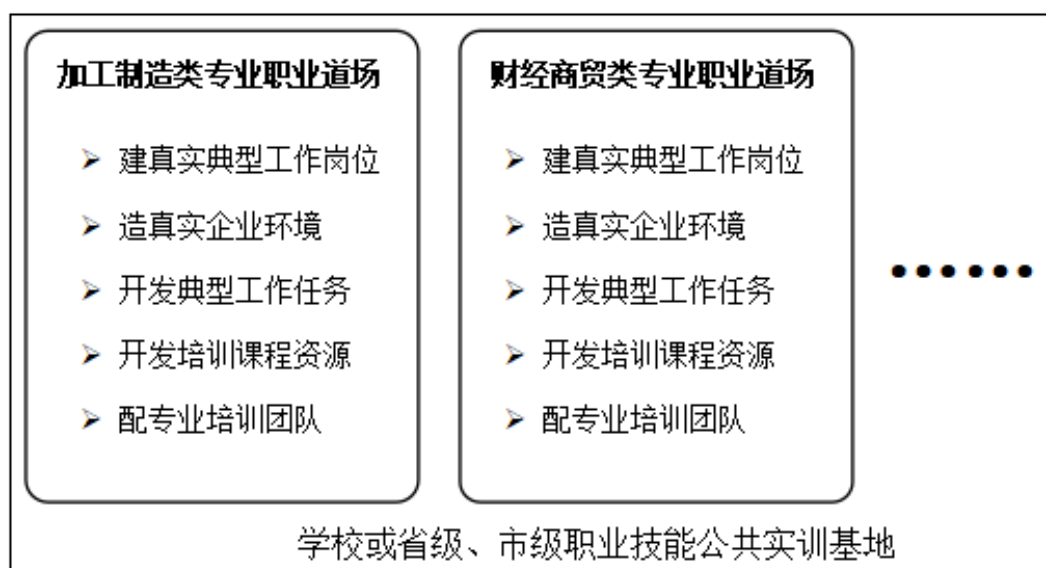 加工制造类专业职业道场
➢ 建真实典型工作岗位
➢ 造真实企业环境
➢ 开发典型工作任务
➢ 开发培训课程资源
➢ 配专业培训团队
财经商贸类专业职业道场
➢ 建真实典型工作岗位
➢ 造真实企业环境
➢ 开发典型工作任务
➢ 开发培训课程资源
➢ 配专业培训团队
••••••
学校或省级、市级职业技能公共实训基地